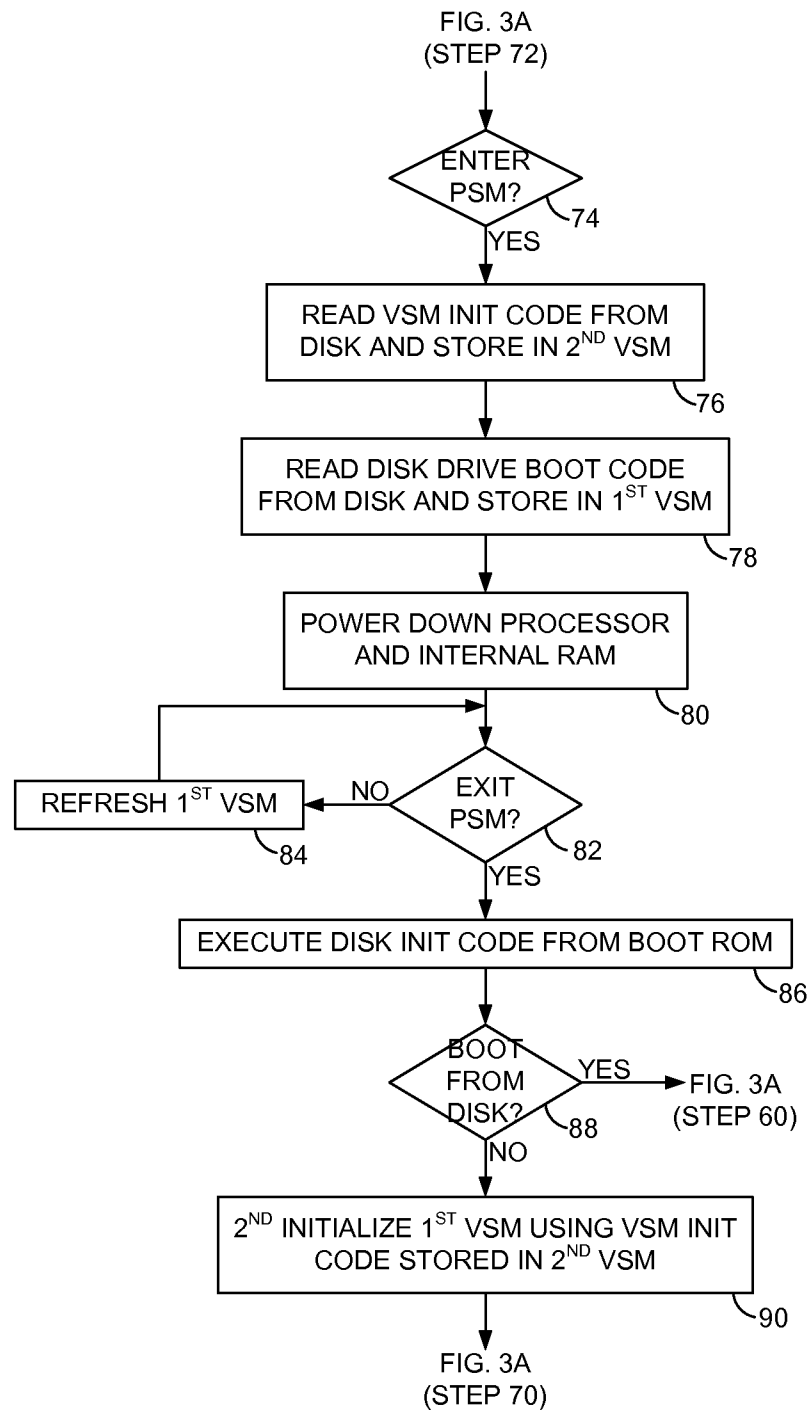 FIG. 3A
(STEP 72)
ENTER
PSM?
74
YES
READ VSM INIT CODE FROM
DISK AND STORE IN 2ND VSM
76
READ DISK DRIVE BOOT CODE
FROM DISK AND STORE IN 1ST VSM
78
POWER DOWN PROCESSOR
AND INTERNAL RAM
80
EXIT
PSM?
82
NO
REFRESH 1ST VSM
84
YES
EXECUTE DISK INIT CODE FROM BOOT ROM
86
BOOT
FROM
DISK?
88
YES
FIG. 3A
(STEP 60)
NO
2ND INITIALIZE 1ST VSM USING VSM INIT
CODE STORED IN 2ND VSM
90
FIG. 3A
(STEP 70)